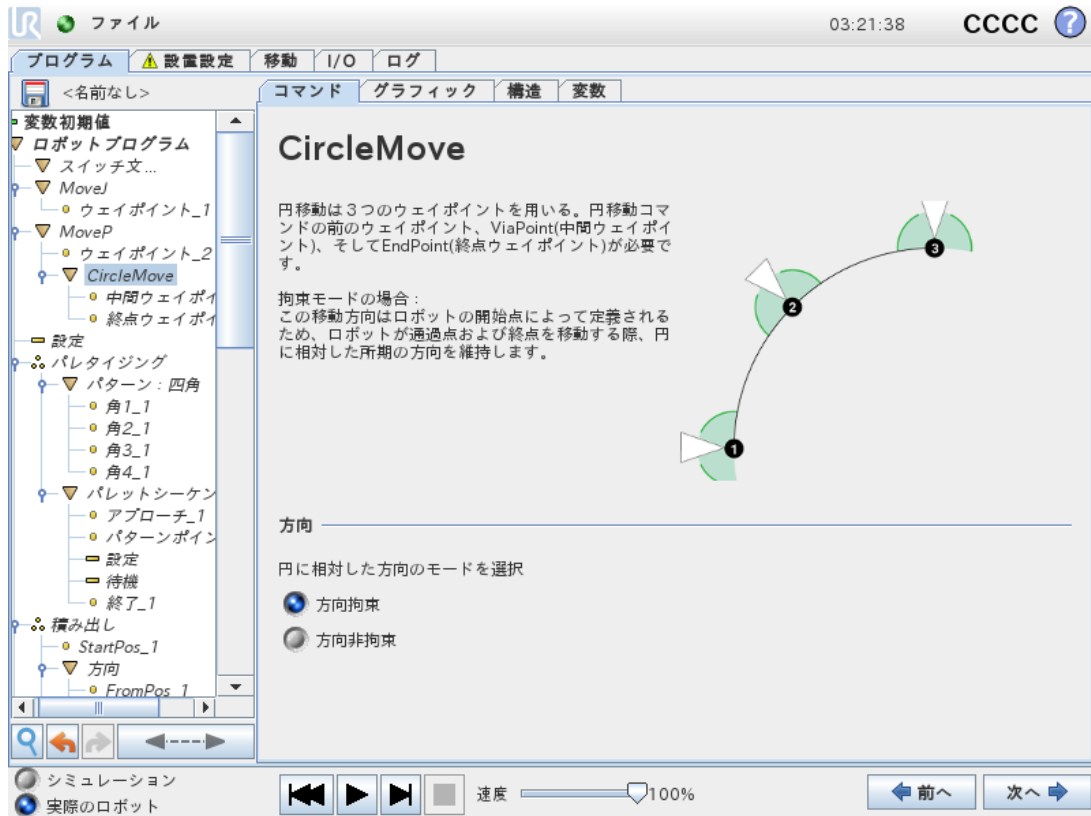 UR ファイル 03:21:38 CCCC ?
プログラム 設置設定 移動 I/O ログ
<名前なし>
変数初期値
ロボットプログラム
スイッチ文...
MoveJ
ウェイポイント_1
MoveP
ウェイポイント_2
CircleMove
中間ウェイポイ
終点ウェイポイ
設定
パレタイジング
パターン：四角
角1_1
角2_1
角3_1
角4_1
パレットシーケン
アプローチ_1
パターンポイン
設定
待機
終了_1
積み出し
StartPos_1
方向
FromPos_1
コマンド グラフィック 構造 変数
CircleMove
円移動は３つのウェイポイントを用いる。円移動コマ
ンドの前のウェイポイント、ViaPoint(中間ウェイポイ
ント)、そしてEndPoint(終点ウェイポイント)が必要で
す。
拘束モードの場合：
この移動方向はロボットの開始点によって定義される
ため、ロボットが通過点および終点を移動する際、円
に相対した所期の方向を維持します。
3
2
1
方向
円に相対した方向のモードを選択
方向拘束
方向非拘束
シミュレーション
実際のロボット
速度 100%
前へ 次へ